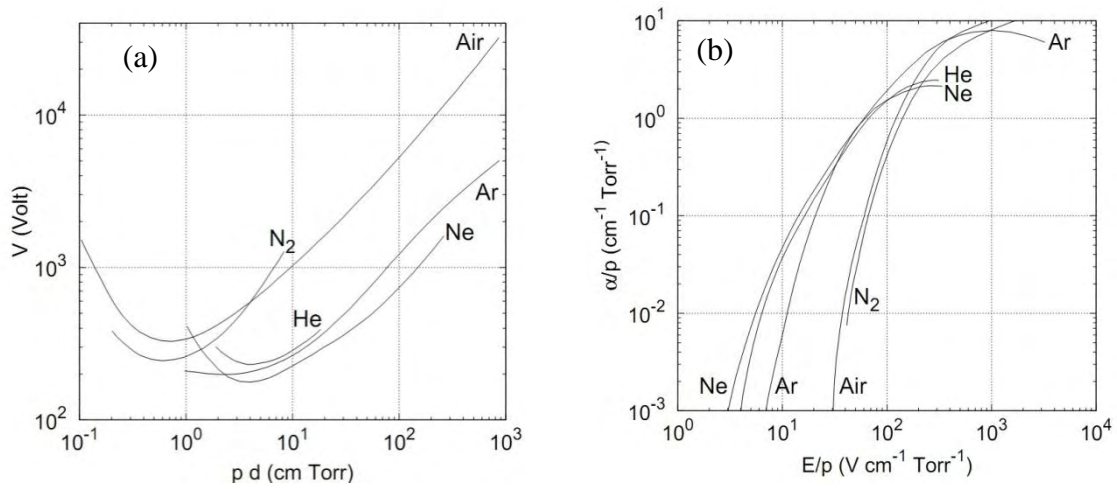 (a)
V (Volt)
10^4
10^3
10^2
Air
Ar
Ne
N_2
He
10^-1
10^0
10^1
10^2
10^3
p d (cm Torr)
(b)
α/p (cm^-1 Torr^-1)
10^1
10^0
10^-1
10^-2
10^-3
Ar
He
Ne
N_2
Ne
Ar
Air
10^0
10^1
10^2
10^3
10^4
E/p (V cm^-1 Torr^-1)